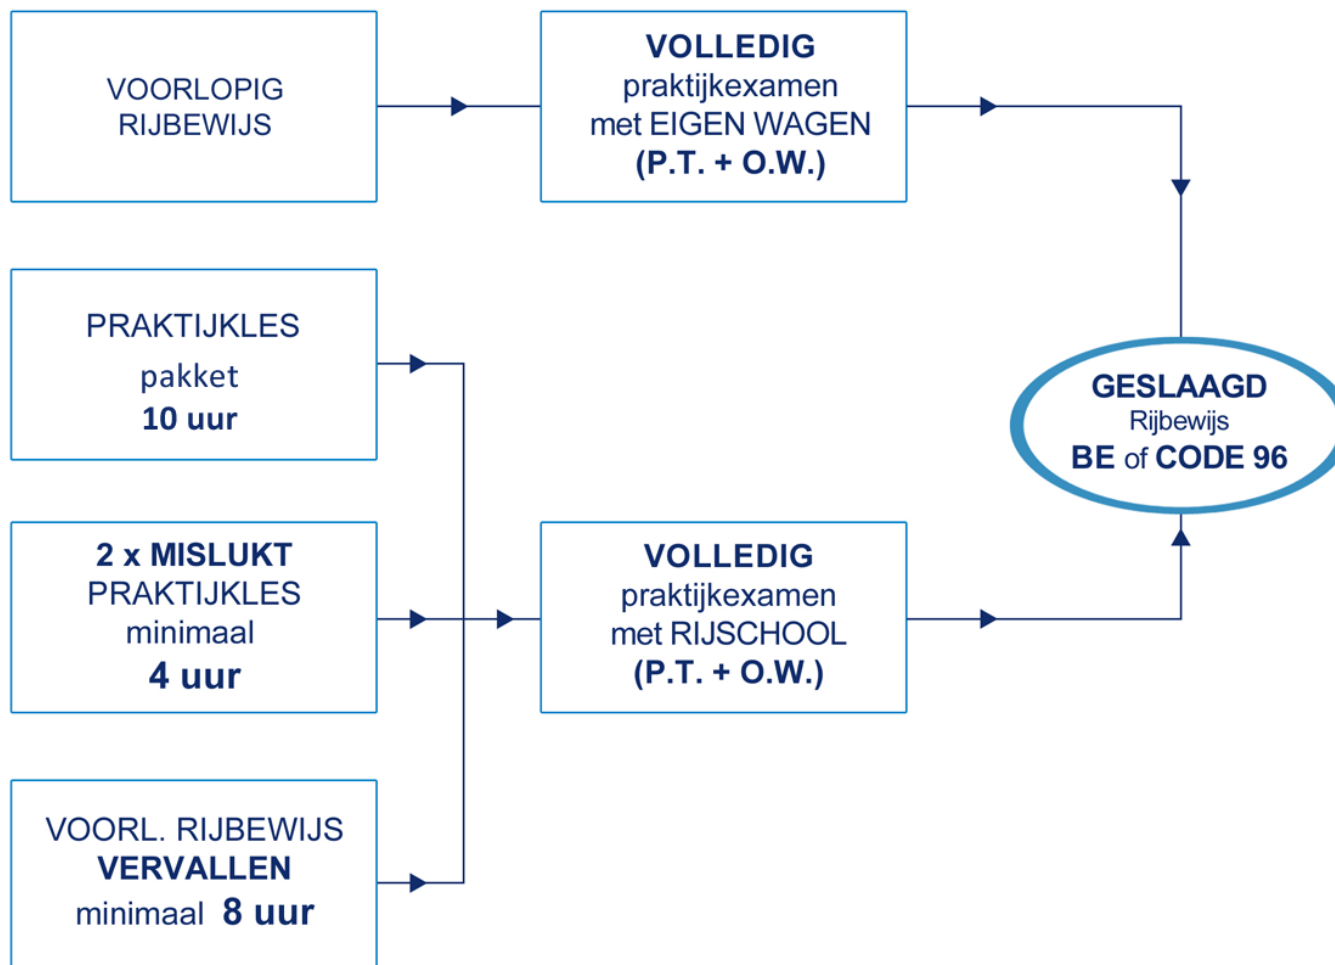 VOORLOPIG
RIJBEWIJS
VOLLEDIG
praktijkexamen
met EIGEN WAGEN
(P.T. + O.W.)
PRAKTIJKLES
pakket
10 uur
GESLAAGD
Rijbewijs
BE of CODE 96
2 x MISLUKT
PRAKTIJKLES
minimaal
4 uur
VOLLEDIG
praktijkexamen
met RIJSCHOOL
(P.T. + O.W.)
VOORL. RIJBEWIJS
VERVALLEN
minimaal 8 uur